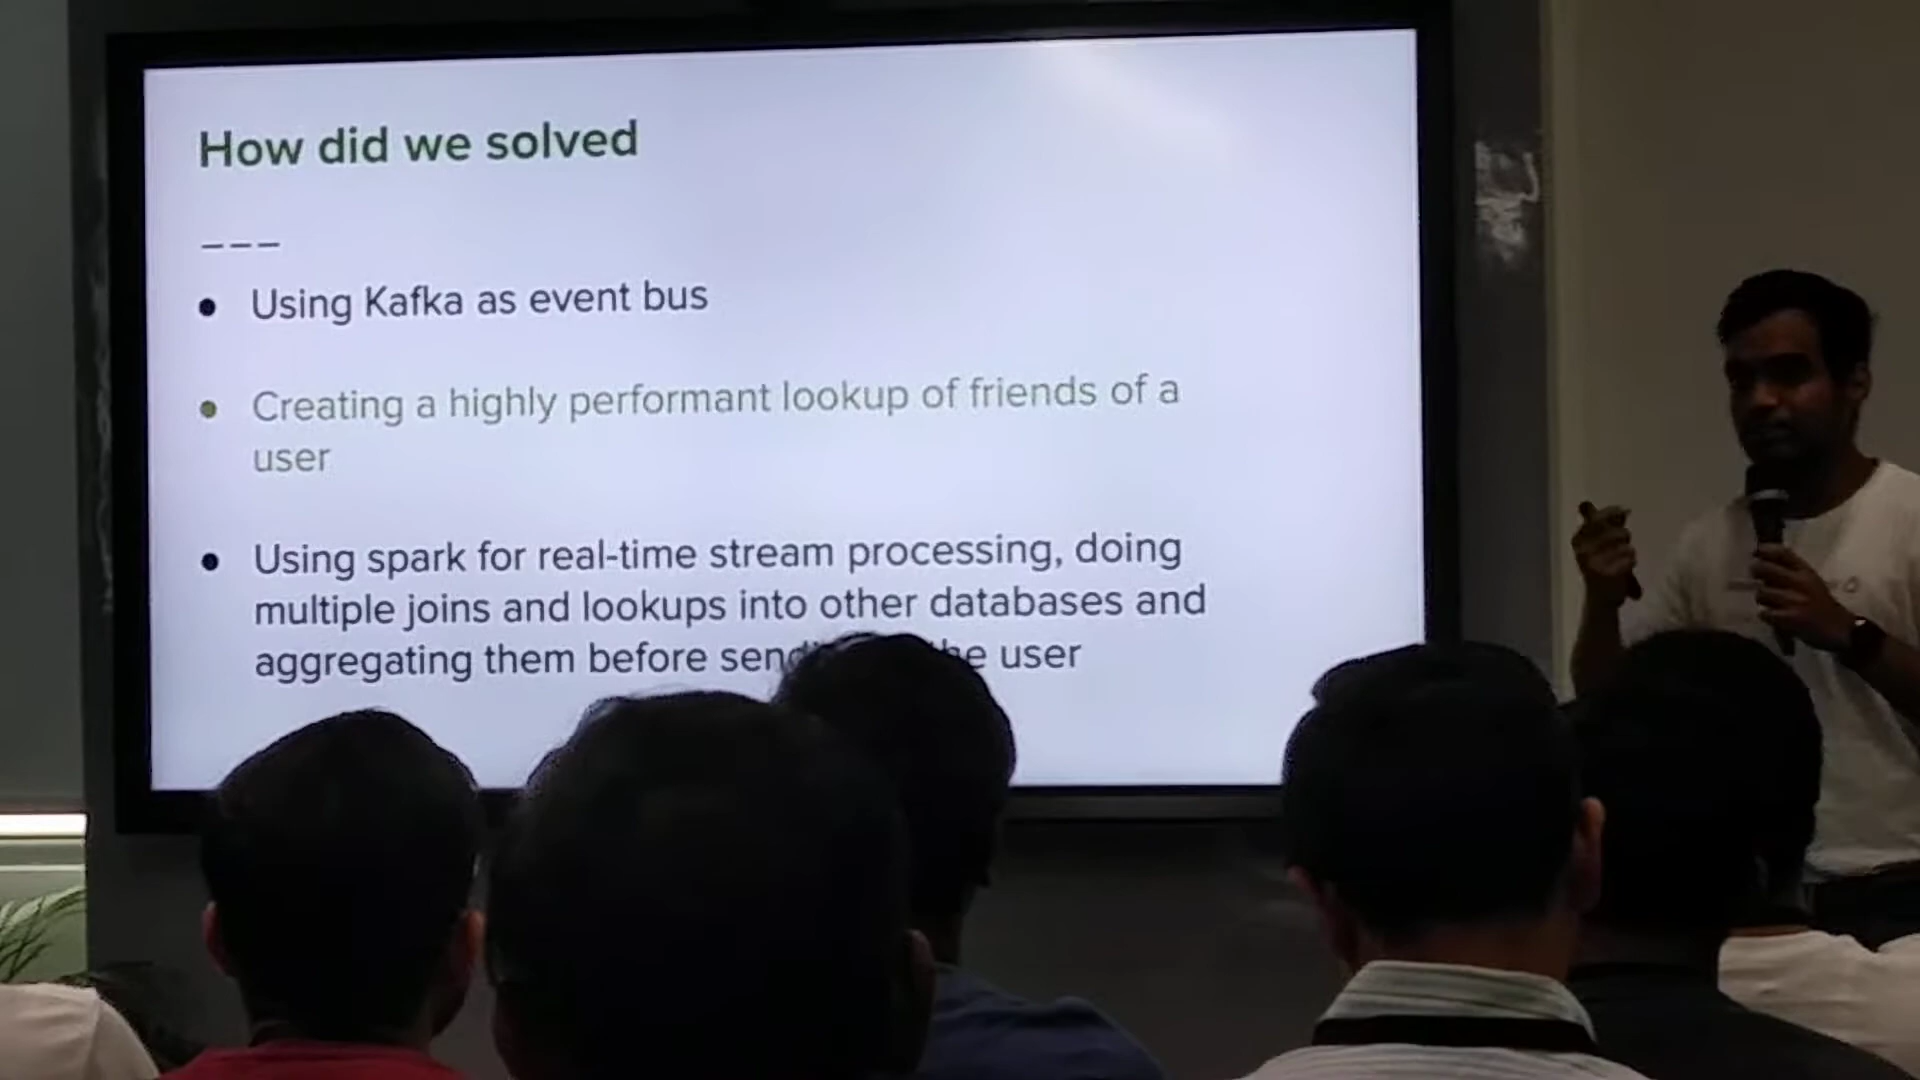 How did we solved
---
• Using Kafka as event bus
• Creating a highly performant lookup of friends of a
user
• Using spark for real-time stream processing, doing
multiple joins and lookups into other databases and
aggregating them before user